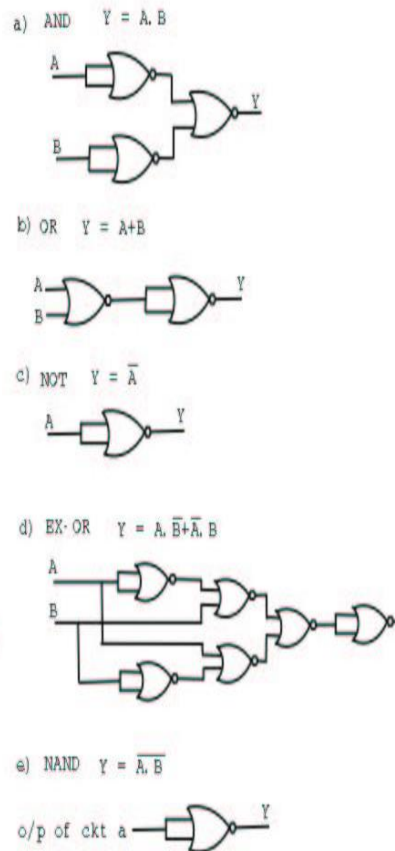 a) AND Y = A.B
A
B
Y
b) OR Y = A+B
A
B
Y
c) NOT Y = A̅
A
Y
d) EX-OR Y = A.B̅+A̅.B
A
B
e) NAND Y = A̅.̅B̅
Y
o/p of ckt a